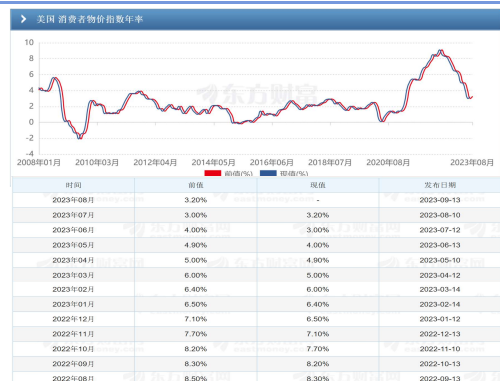 美国 消费者物价指数年率
10
8
6
4
2
0
-2
-4
东方财富
2008年01月 2010年03月 2012年04月 2014年05月 2016年06月 2018年07月 2020年08月 2023年08月
前值(%) 现值(%)
时间 前值 现值 发布日期
2023年08月 3.20% - 2023-09-13
2023年07月 3.00% 3.20% 2023-08-10
2023年06月 4.00% 3.00% 2023-07-12
2023年05月 4.90% 4.00% 2023-06-13
2023年04月 5.00% 4.90% 2023-05-10
2023年03月 6.00% 5.00% 2023-04-12
2023年02月 6.40% 6.00% 2023-03-14
2023年01月 6.50% 6.40% 2023-02-14
2022年12月 7.10% 6.50% 2023-01-12
2022年11月 7.70% 7.10% 2022-12-13
2022年10月 8.20% 7.70% 2022-11-10
2022年09月 8.30% 8.20% 2022-10-13
2022年08月 8.50% 8.30% 2022-09-13